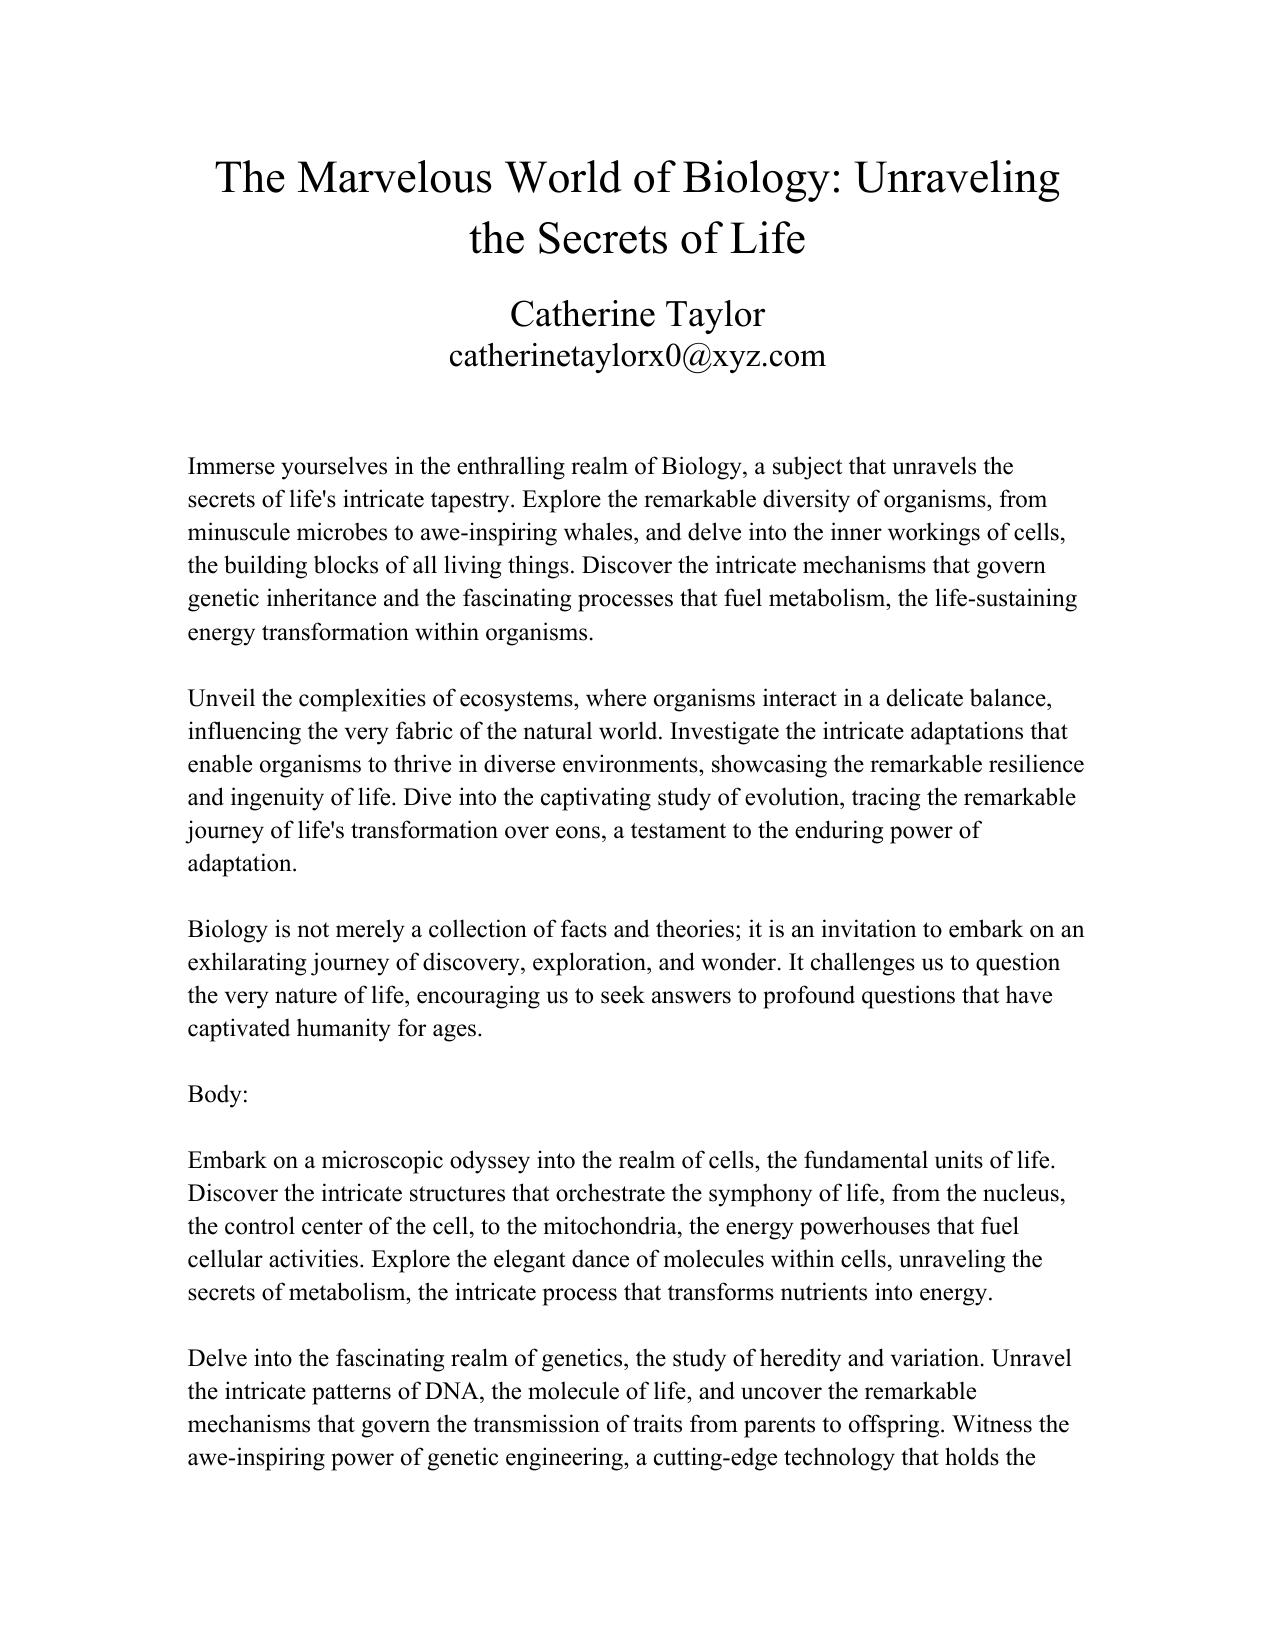 The Marvelous World of Biology: Unraveling
the Secrets of Life
Catherine Taylor
catherinetaylorx0@xyz.com
Immerse yourselves in the enthralling realm of Biology, a subject that unravels the
secrets of life's intricate tapestry. Explore the remarkable diversity of organisms, from
minuscule microbes to awe-inspiring whales, and delve into the inner workings of cells,
the building blocks of all living things. Discover the intricate mechanisms that govern
genetic inheritance and the fascinating processes that fuel metabolism, the life-sustaining
energy transformation within organisms.
Unveil the complexities of ecosystems, where organisms interact in a delicate balance,
influencing the very fabric of the natural world. Investigate the intricate adaptations that
enable organisms to thrive in diverse environments, showcasing the remarkable resilience
and ingenuity of life. Dive into the captivating study of evolution, tracing the remarkable
journey of life's transformation over eons, a testament to the enduring power of
adaptation.
Biology is not merely a collection of facts and theories; it is an invitation to embark on an
exhilarating journey of discovery, exploration, and wonder. It challenges us to question
the very nature of life, encouraging us to seek answers to profound questions that have
captivated humanity for ages.
Body:
Embark on a microscopic odyssey into the realm of cells, the fundamental units of life.
Discover the intricate structures that orchestrate the symphony of life, from the nucleus,
the control center of the cell, to the mitochondria, the energy powerhouses that fuel
cellular activities. Explore the elegant dance of molecules within cells, unraveling the
secrets of metabolism, the intricate process that transforms nutrients into energy.
Delve into the fascinating realm of genetics, the study of heredity and variation. Unravel
the intricate patterns of DNA, the molecule of life, and uncover the remarkable
mechanisms that govern the transmission of traits from parents to offspring. Witness the
awe-inspiring power of genetic engineering, a cutting-edge technology that holds the